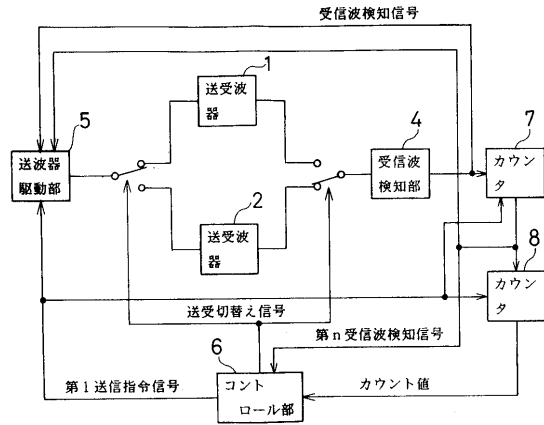 受信波検知信号
1
送受波
器
5
送波器
駆動部
4
受信波
検知部
7
カウン
タ
2
送受波
器
8
カウン
タ
送受切替え信号
第n受信波検知信号
6
コント
ロール部
第1送信指令信号
カウント値